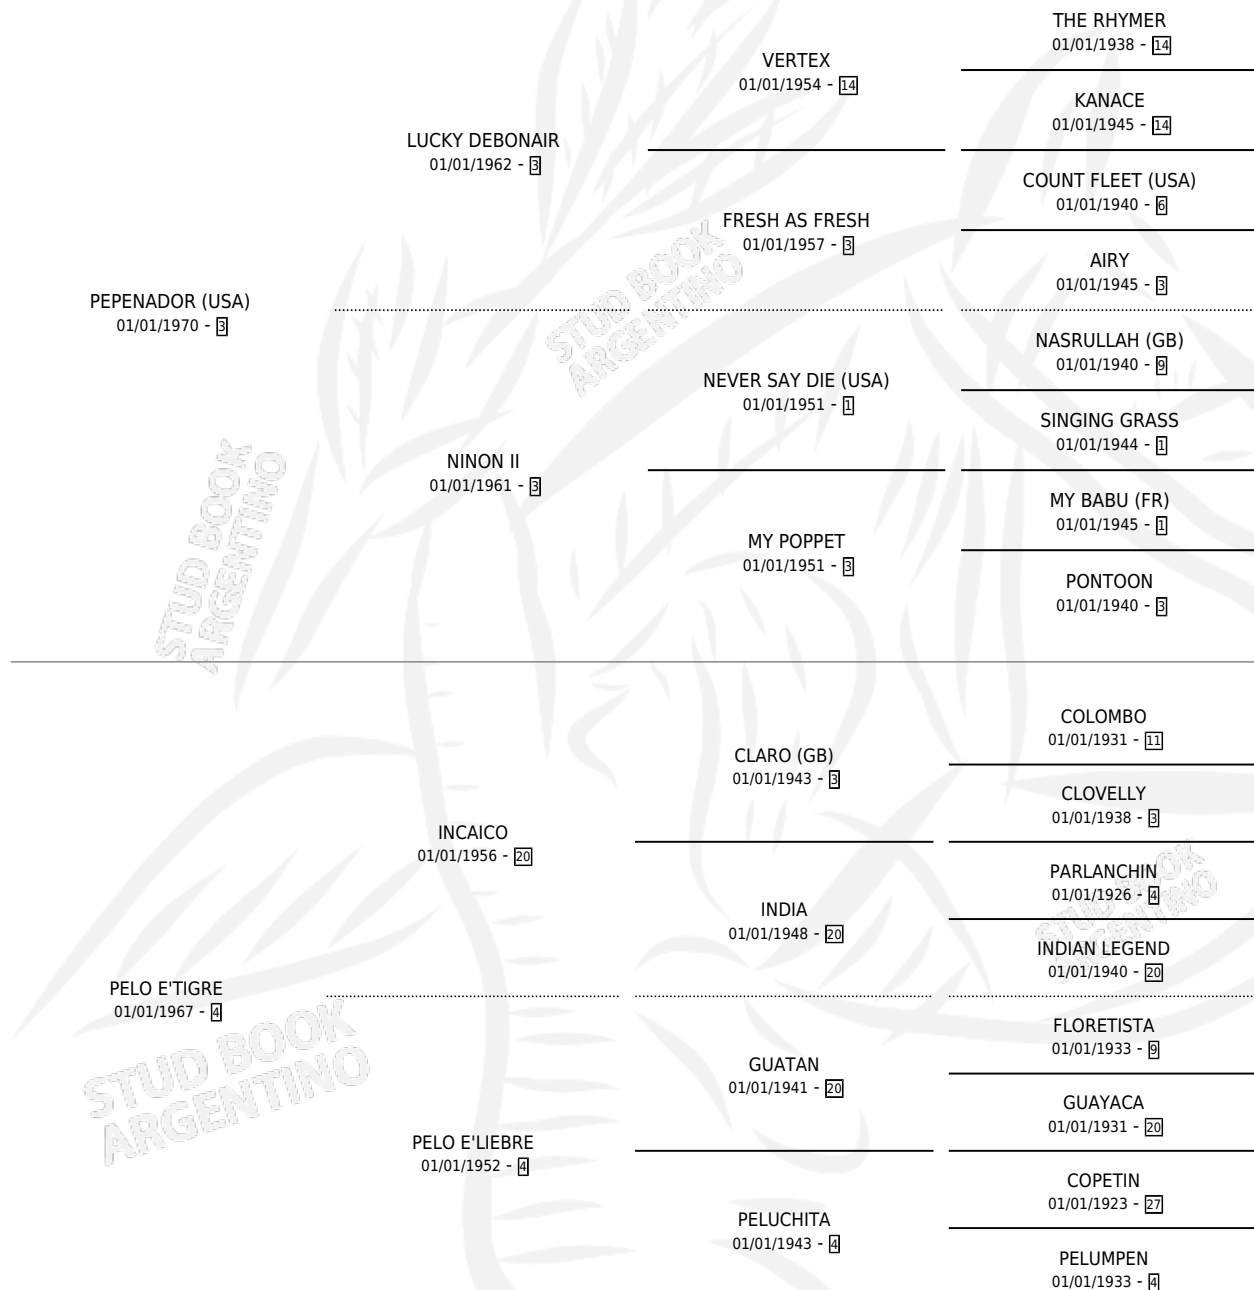 THE RHYMER
01/01/1938 - 14
VERTEX
01/01/1954 - 14
KANACE
01/01/1945 - 14
LUCKY DEBONAIR
01/01/1962 - 3
COUNT FLEET (USA)
01/01/1940 - 6
FRESH AS FRESH
01/01/1957 - 3
AIRY
01/01/1945 - 3
PEPENADOR (USA)
01/01/1970 - 3
STUD BOOK
ARGENTINO
NASRULLAH (GB)
01/01/1940 - 9
NEVER SAY DIE (USA)
01/01/1951 - 1
SINGING GRASS
01/01/1944 - 1
NINON II
01/01/1961 - 3
MY BABU (FR)
01/01/1945 - 1
MY POPPET
01/01/1951 - 3
PONTOON
01/01/1940 - 3
STUD BOOK
ARGENTINO
COLOMBO
01/01/1931 - 11
CLARO (GB)
01/01/1943 - 3
CLOVELLY
01/01/1938 - 3
INCAICO
01/01/1956 - 20
PARLANCHIN
01/01/1926 - 4
INDIA
01/01/1948 - 20
STUD BOOK
ARGENTINO
INDIAN LEGEND
01/01/1940 - 20
PELO E'TIGRE
01/01/1967 - 4
FLORETISTA
01/01/1933 - 9
GUATAN
01/01/1941 - 20
STUD BOOK
ARGENTINO
GUAYACA
01/01/1931 - 20
PELO E'LIEBRE
01/01/1952 - 4
COPETIN
01/01/1923 - 27
PELUCHITA
01/01/1943 - 4
PELUMPEN
01/01/1933 - 4